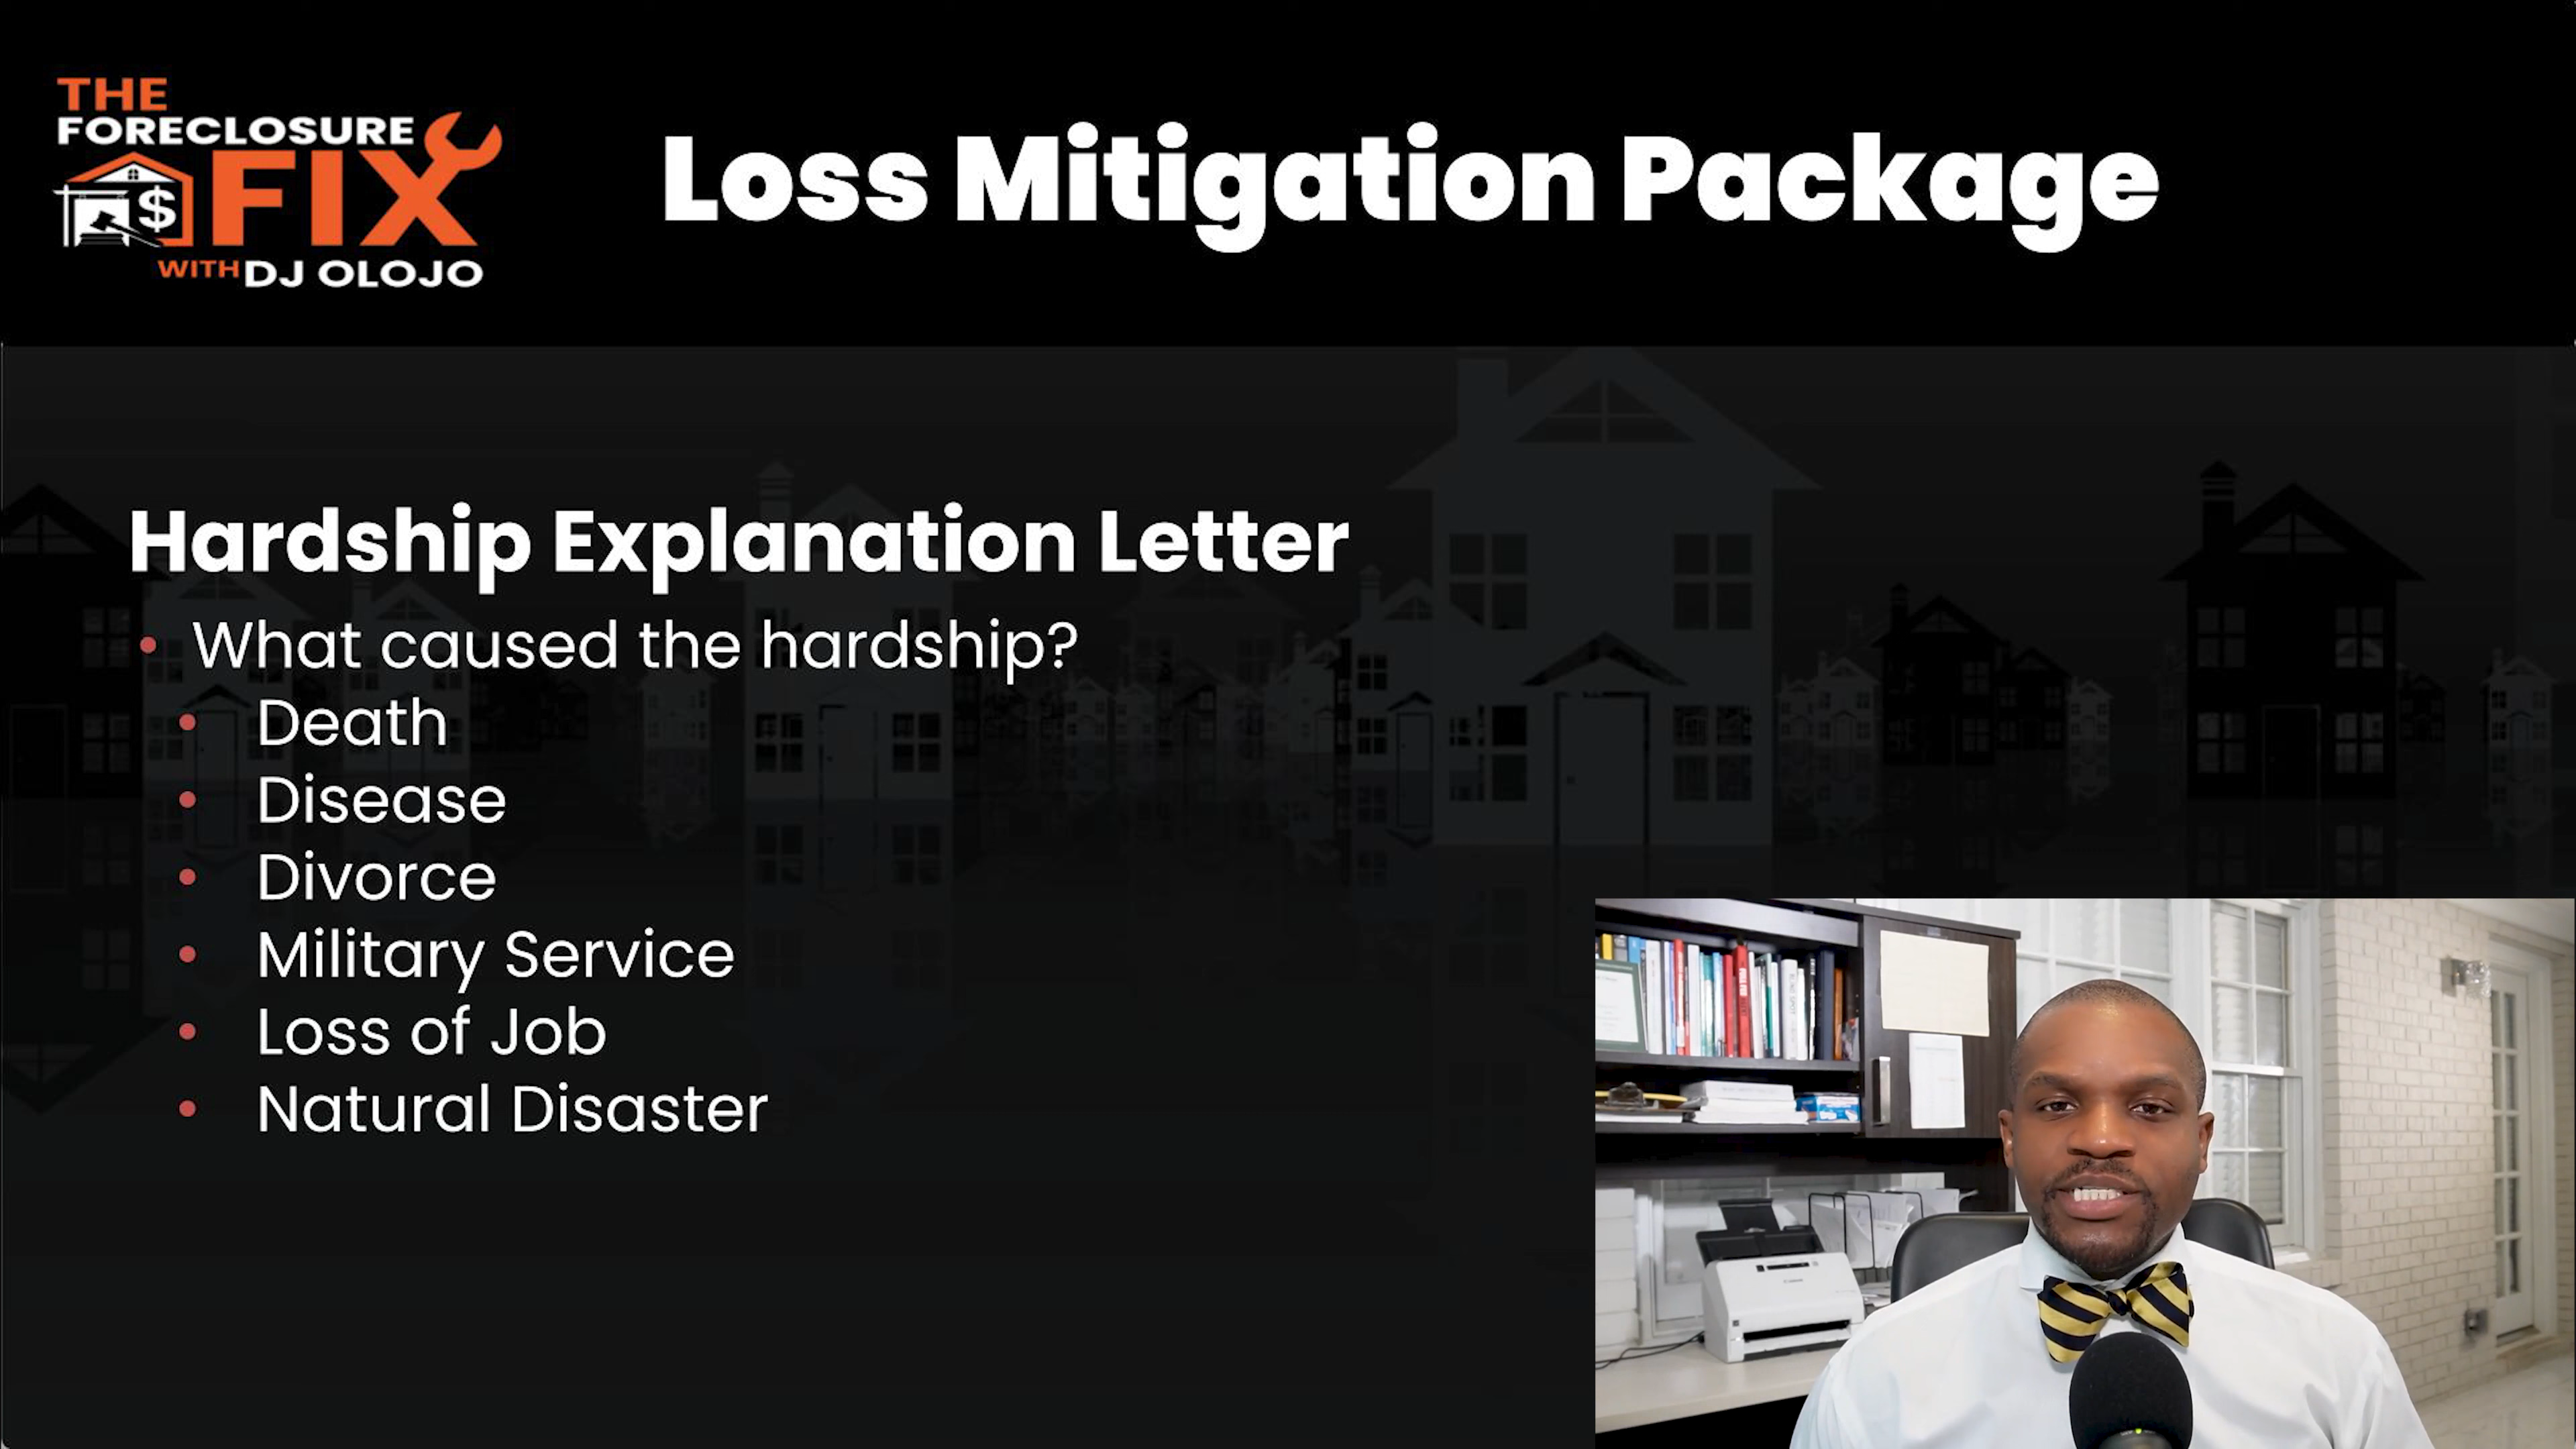 THE
FORECLOSURE
FIX
WITH DJ OLOJO
Loss Mitigation Package
Hardship Explanation Letter
• What caused the hardship?
• Death
• Disease
• Divorce
• Military Service
• Loss of Job
• Natural Disaster